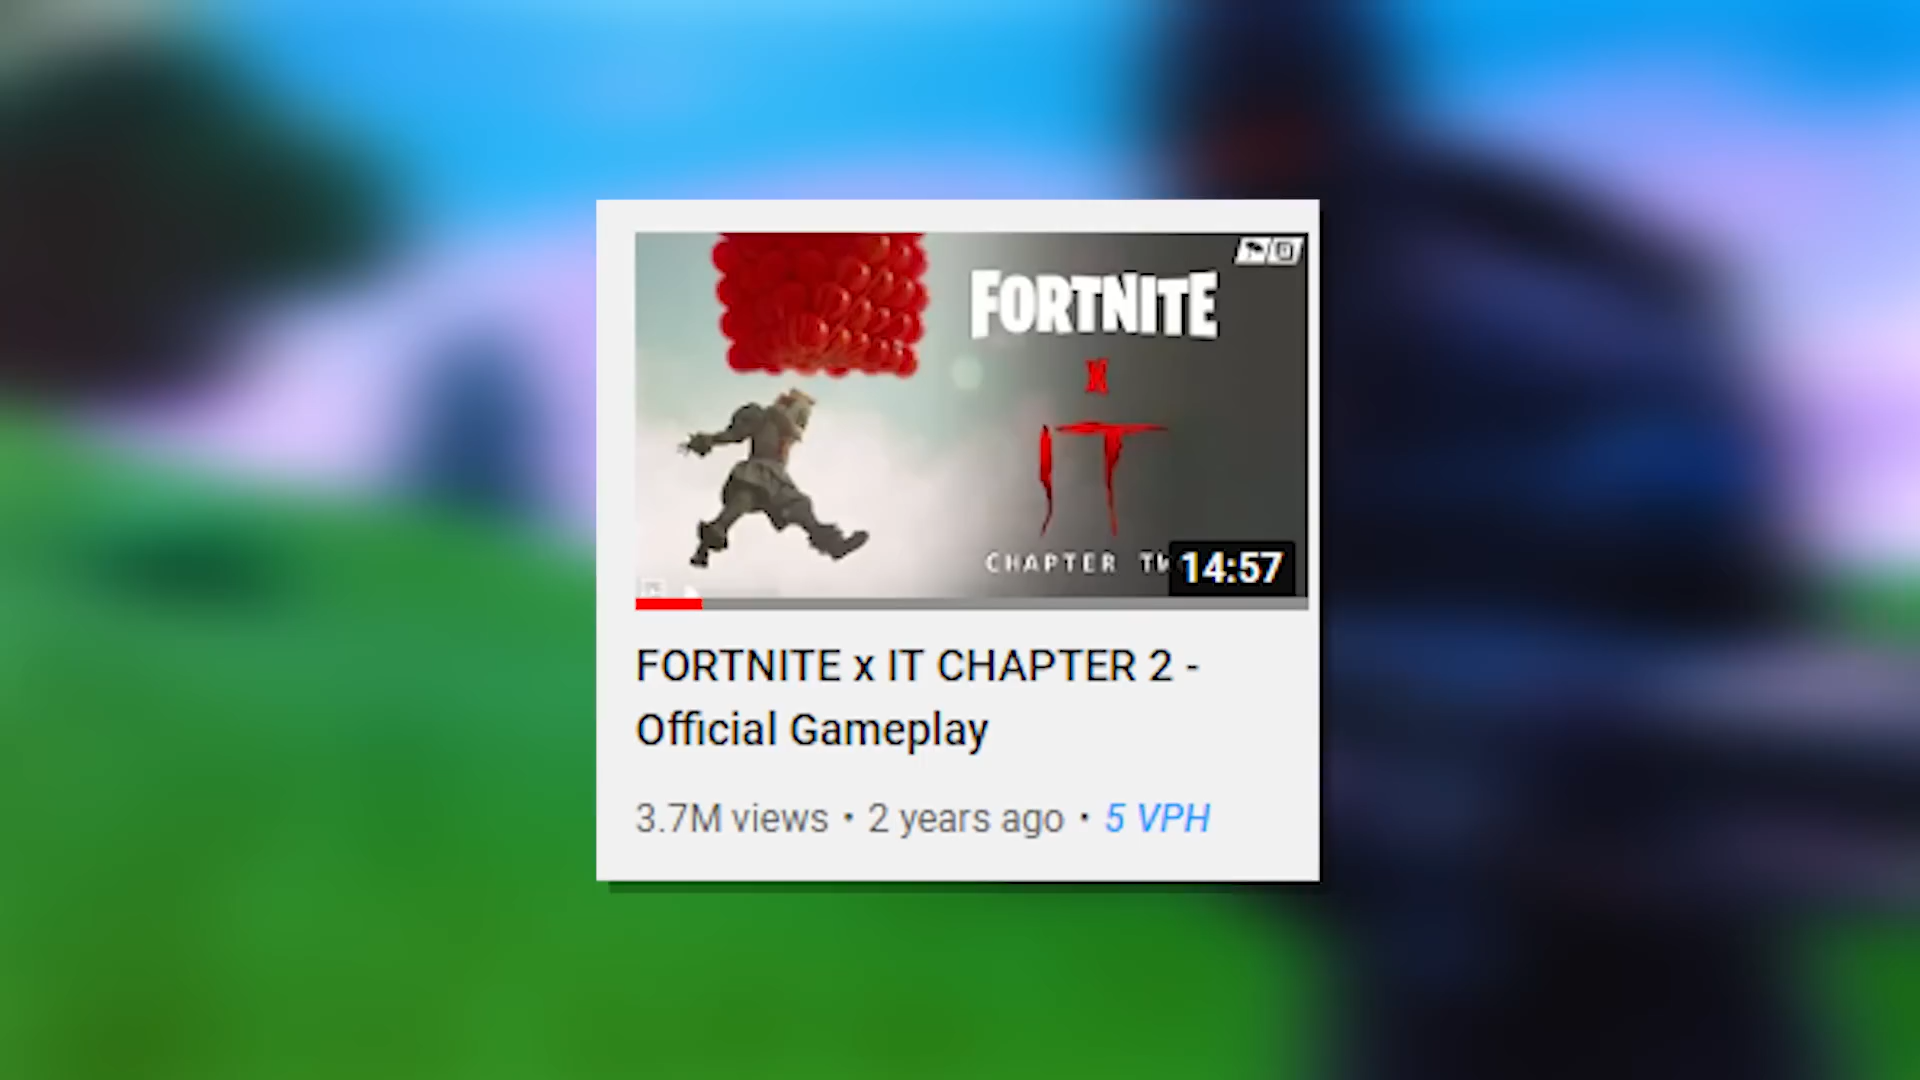 FORTNITE
X
IT
CHAPTER TW
14:57
FORTNITE x IT CHAPTER 2 -
Official Gameplay
3.7M views • 2 years ago • 5 VPH